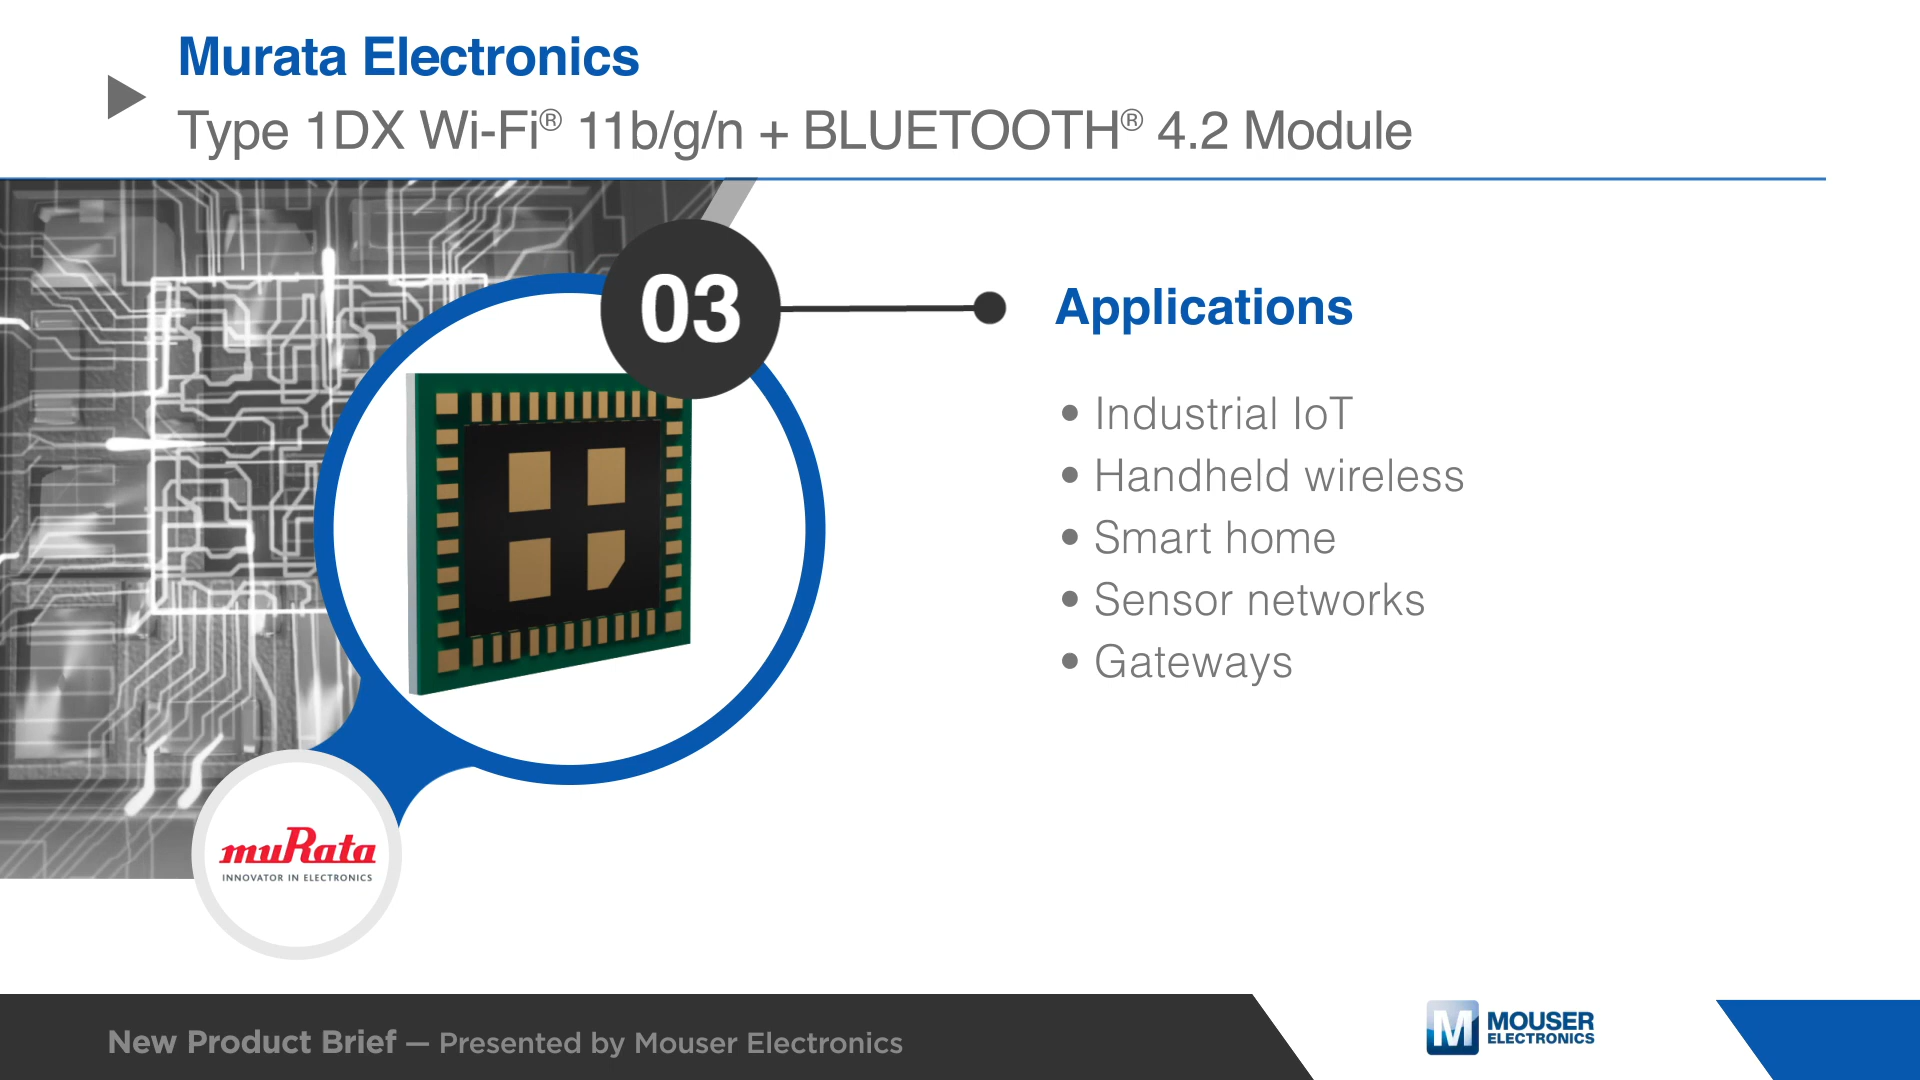 Murata Electronics
Type 1DX Wi-Fi® 11b/g/n + BLUETOOTH® 4.2 Module
03
Applications
• Industrial IoT
• Handheld wireless
• Smart home
• Sensor networks
• Gateways
muRata
INNOVATOR IN ELECTRONICS
New Product Brief — Presented by Mouser Electronics
M
MOUSER
ELECTRONICS